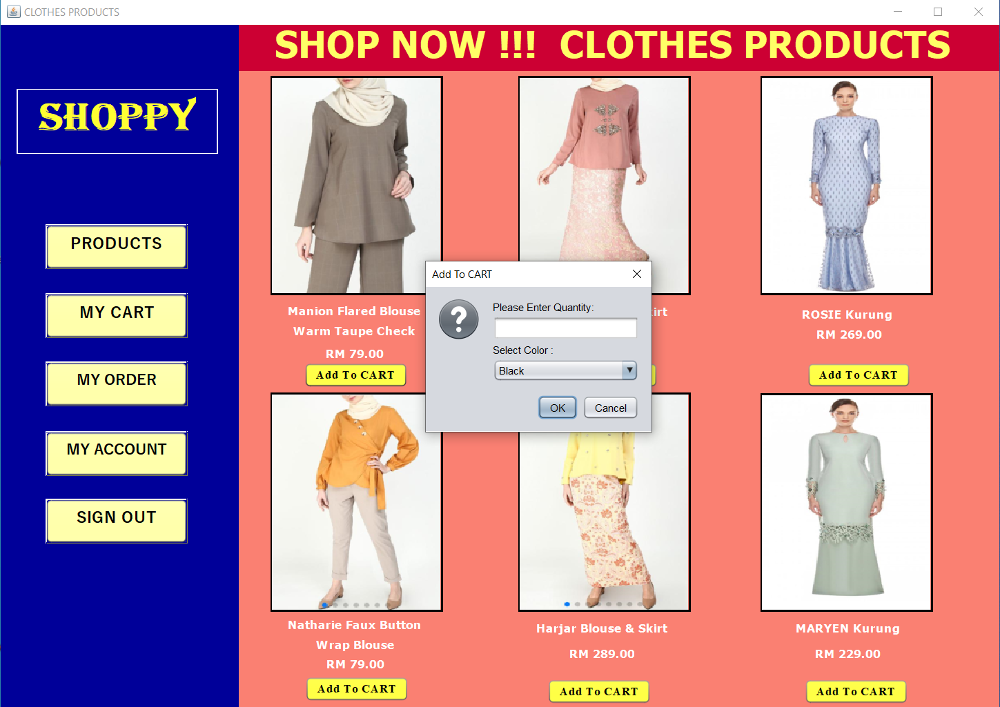 CLOTHES PRODUCTS
SHOP NOW !!! CLOTHES PRODUCTS
SHOPPY
PRODUCTS
MY CART
MY ORDER
MY ACCOUNT
SIGN OUT
Manion Flared Blouse
Warm Taupe Check
RM 79.00
Add To CART
ROSIE Kurung
RM 269.00
Add To CART
Add To CART
Please Enter Quantity:
Select Color :
Black
OK
Cancel
Natharie Faux Button
Wrap Blouse
RM 79.00
Add To CART
Harjar Blouse & Skirt
RM 289.00
Add To CART
MARYEN Kurung
RM 229.00
Add To CART